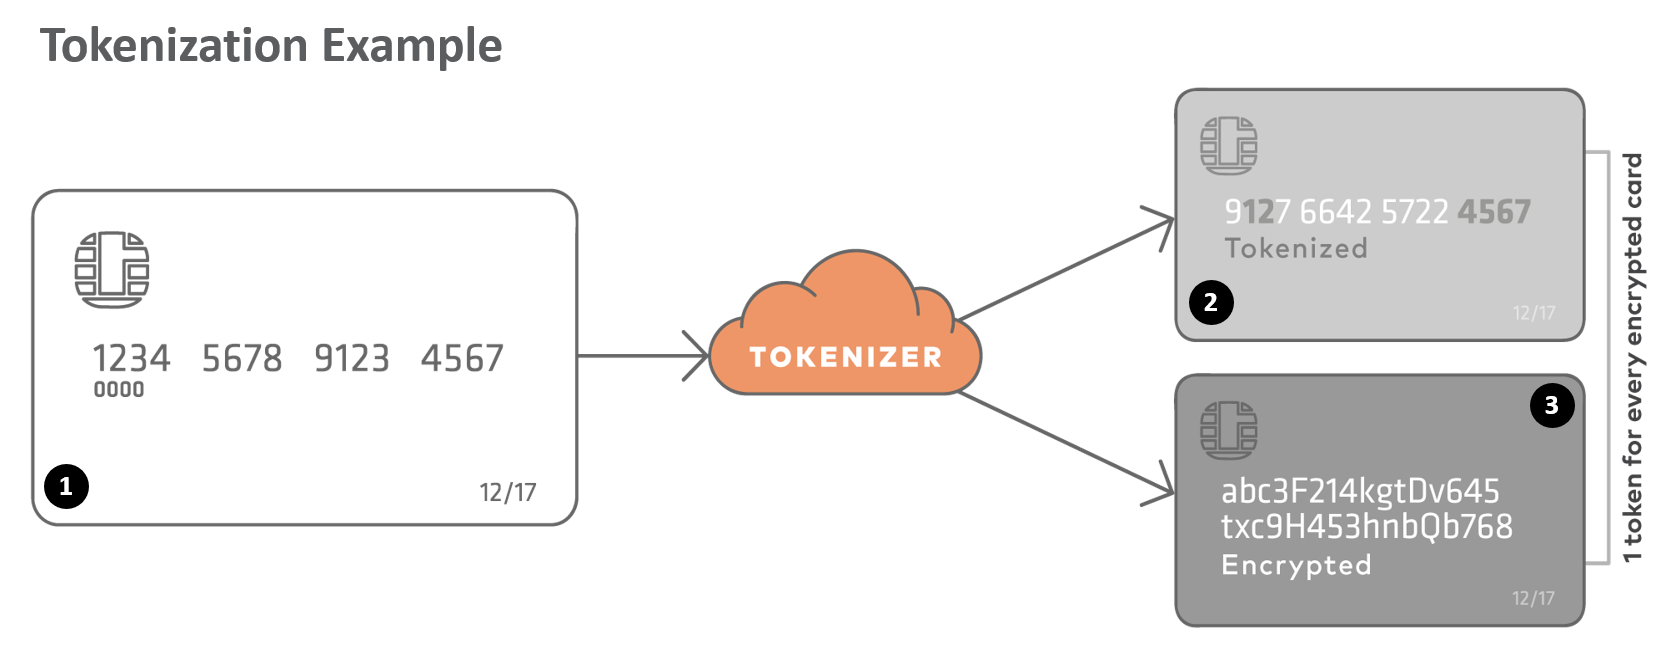 Tokenization Example
1234 5678 9123 4567
0000
1
12/17
TOKENIZER
9127 6642 5722 4567
Tokenized
2
12/17
3
abc3F214kgtDv645
txc9H453hnbQb768
Encrypted
12/17
1 token for every encrypted card